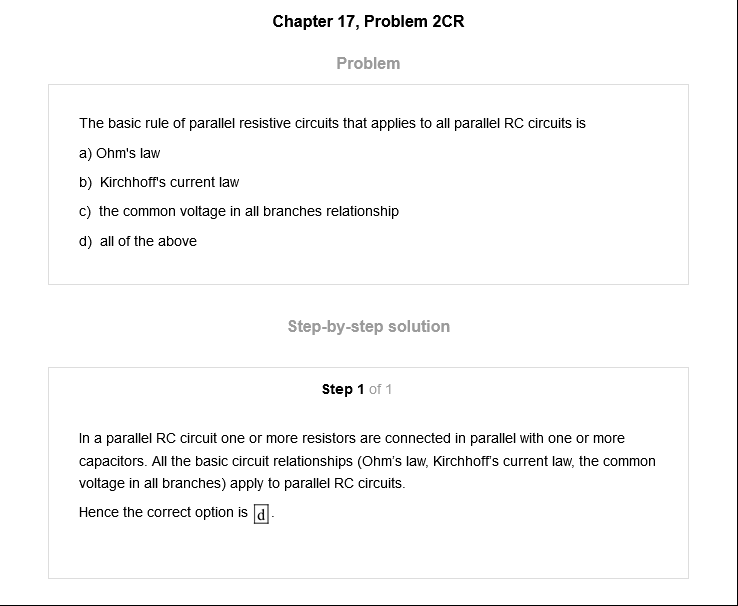 Chapter 17, Problem 2CR
Problem
The basic rule of parallel resistive circuits that applies to all parallel RC circuits is
a) Ohm's law
b)  Kirchhoff's current law
c)  the common voltage in all branches relationship
d)  all of the above
Step-by-step solution
Step 1 of 1
In a parallel RC circuit one or more resistors are connected in parallel with one or more
capacitors. All the basic circuit relationships (Ohm's law, Kirchhoff's current law, the common
voltage in all branches) apply to parallel RC circuits.
Hence the correct option is d.